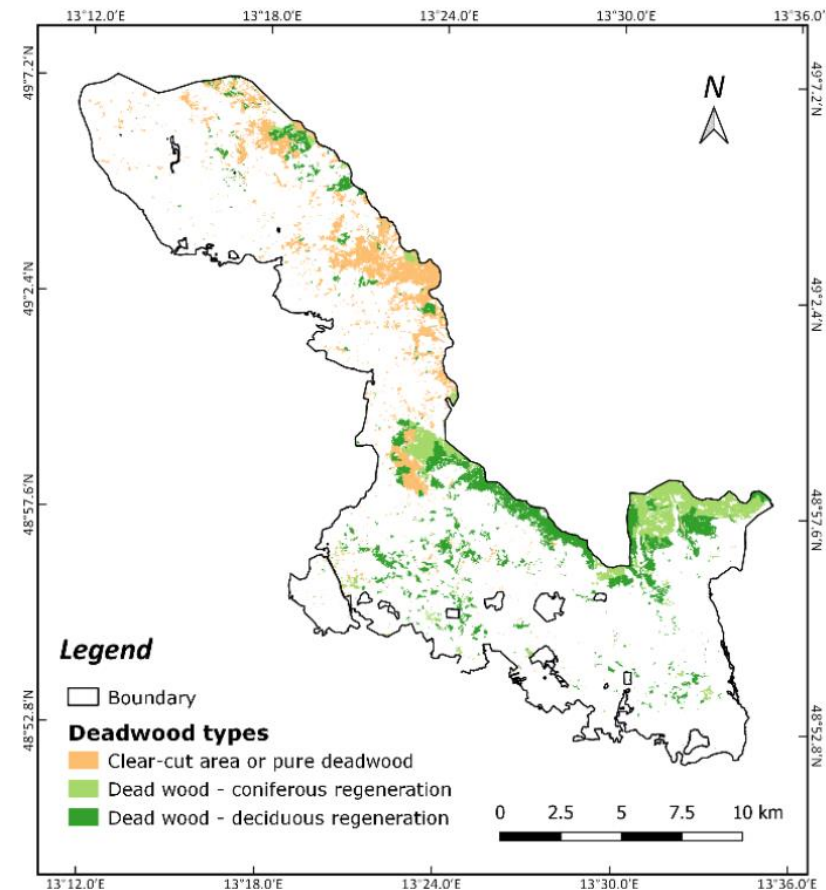 13°12.0′E 13°18.0′E 13°24.0′E 13°30.0′E 13°36.0′E
49°7.2′N
49°7.2′N
N
49°2.4′N
49°2.4′N
48°57.6′N
48°57.6′N
48°52.8′N
48°52.8′N
Legend
Boundary
Deadwood types
Clear-cut area or pure deadwood
Dead wood - coniferous regeneration
Dead wood - deciduous regeneration
0 2.5 5 7.5 10 km
13°12.0′E 13°18.0′E 13°24.0′E 13°30.0′E 13°36.0′E